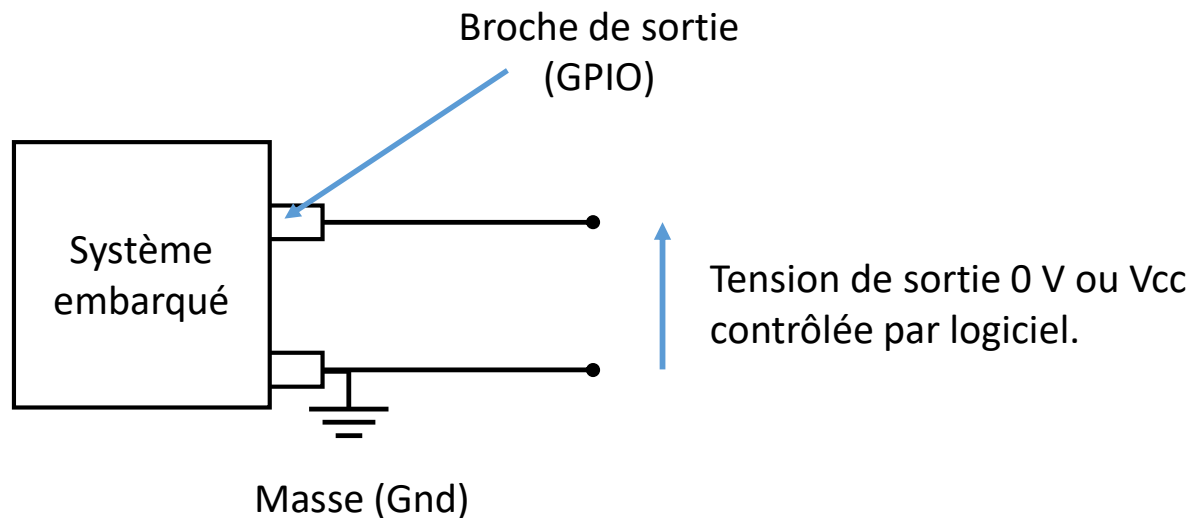 Broche de sortie
(GPIO)
Système
embarqué
Tension de sortie 0 V ou Vcc
contrôlée par logiciel.
Masse (Gnd)